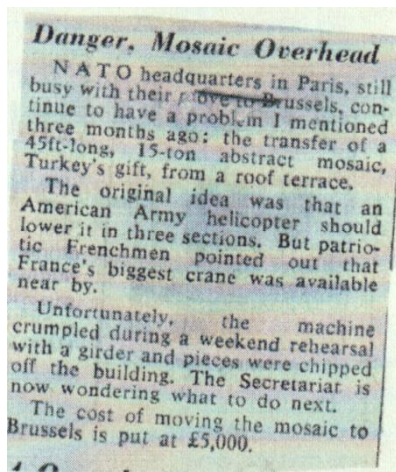 Danger, Mosaic Overhead
NATO headquarters in Paris, still
busy with their move to Brussels, con-
tinue to have a problem I mentioned
three months ago: the transfer of a
45ft-long, 15-ton abstract mosaic,
Turkey's gift, from a roof terrace.
The original idea was that an
American Army helicopter should
lower it in three sections. But patrio-
tic Frenchmen pointed out that
France's biggest crane was available
near by.
Unfortunately, the machine
crumpled during a weekend rehearsal
with a girder and pieces were chipped
off the building. The Secretariat is
now wondering what to do next.
The cost of moving the mosaic to
Brussels is put at £5,000.